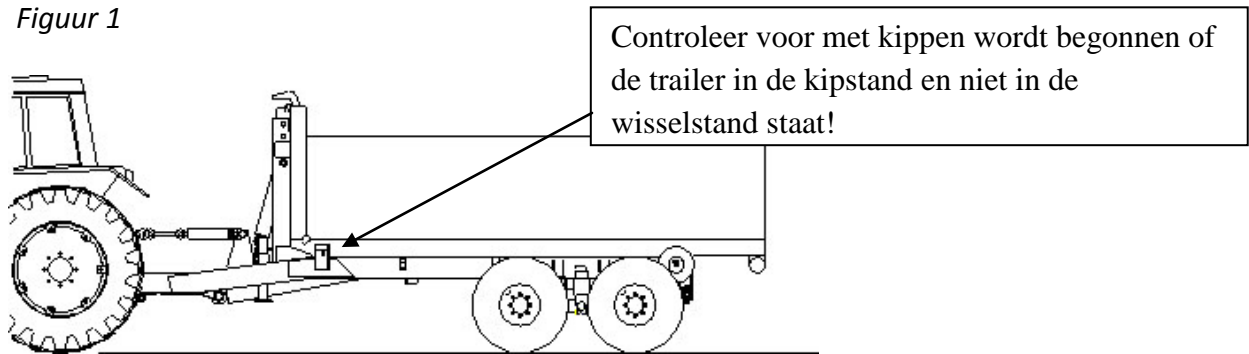 Figuur 1
Controleer voor met kippen wordt begonnen of
de trailer in de kipstand en niet in de
wisselstand staat!